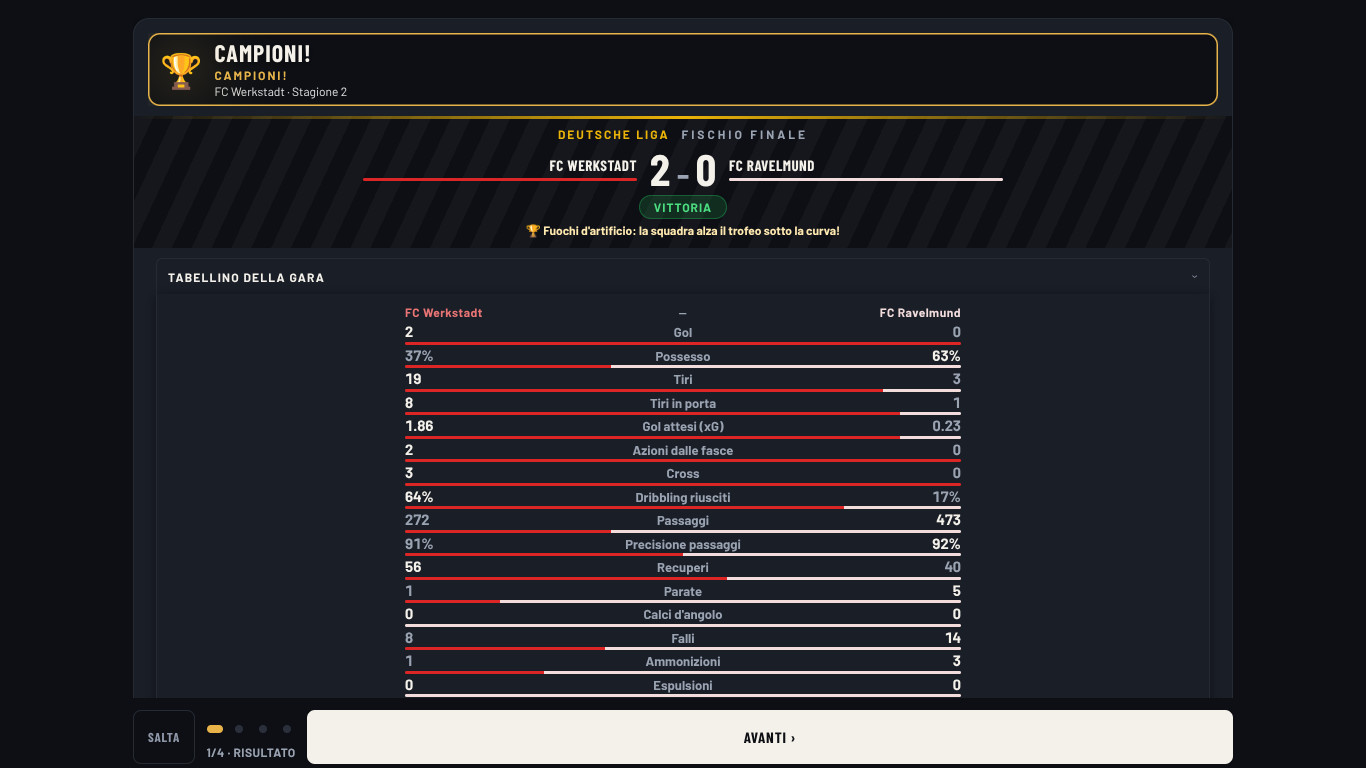 CAMPIONI!
CAMPIONI!
FC Werkstadt · Stagione 2
DEUTSCHE LIGA FISCHIO FINALE
FC WERKSTADT 2 - 0 FC RAVELMUND
VITTORIA
🏆 Fuochi d'artificio: la squadra alza il trofeo sotto la curva!
TABELLINO DELLA GARA
FC Werkstadt — FC Ravelmund
2 Gol 0
37% Possesso 63%
19 Tiri 3
8 Tiri in porta 1
1.86 Gol attesi (xG) 0.23
2 Azioni dalle fasce 0
3 Cross 0
64% Dribbling riusciti 17%
272 Passaggi 473
91% Precisione passaggi 92%
56 Recuperi 40
1 Parate 5
0 Calci d'angolo 0
8 Falli 14
1 Ammonizioni 3
0 Espulsioni 0
SALTA
1/4 · RISULTATO
AVANTI ›